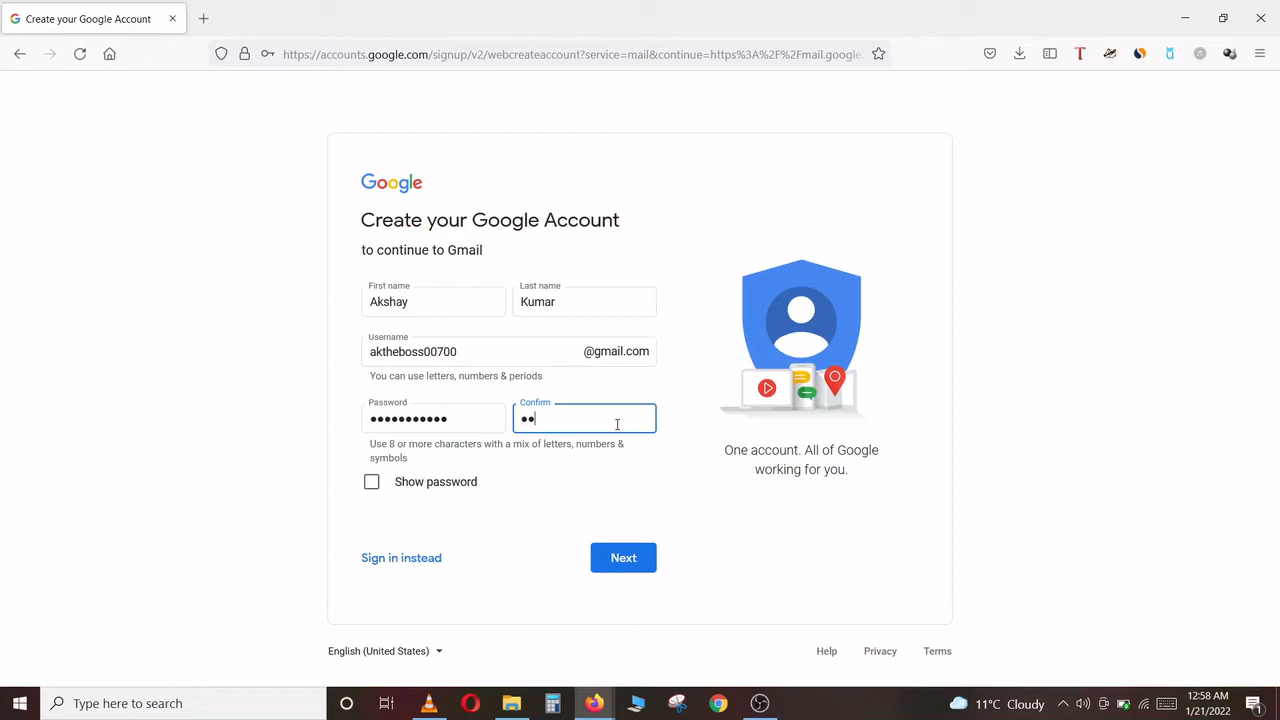 Create your Google Account
https://accounts.google.com/signup/v2/webcreateaccount?service=mail&continue=https%3A%2F%2Fmail.google.
T
Google
Create your Google Account
to continue to Gmail
First name
Last name
Akshay
Kumar
Username
aktheboss00700
@gmail.com
You can use letters, numbers & periods
Password
Confirm
•••••••••••
••
Use 8 or more characters with a mix of letters, numbers &
symbols
Show password
Sign in instead
Next
One account. All of Google
working for you.
English (United States)
Help
Privacy
Terms
Type here to search
11°C Cloudy
12:58 AM
1/21/2022